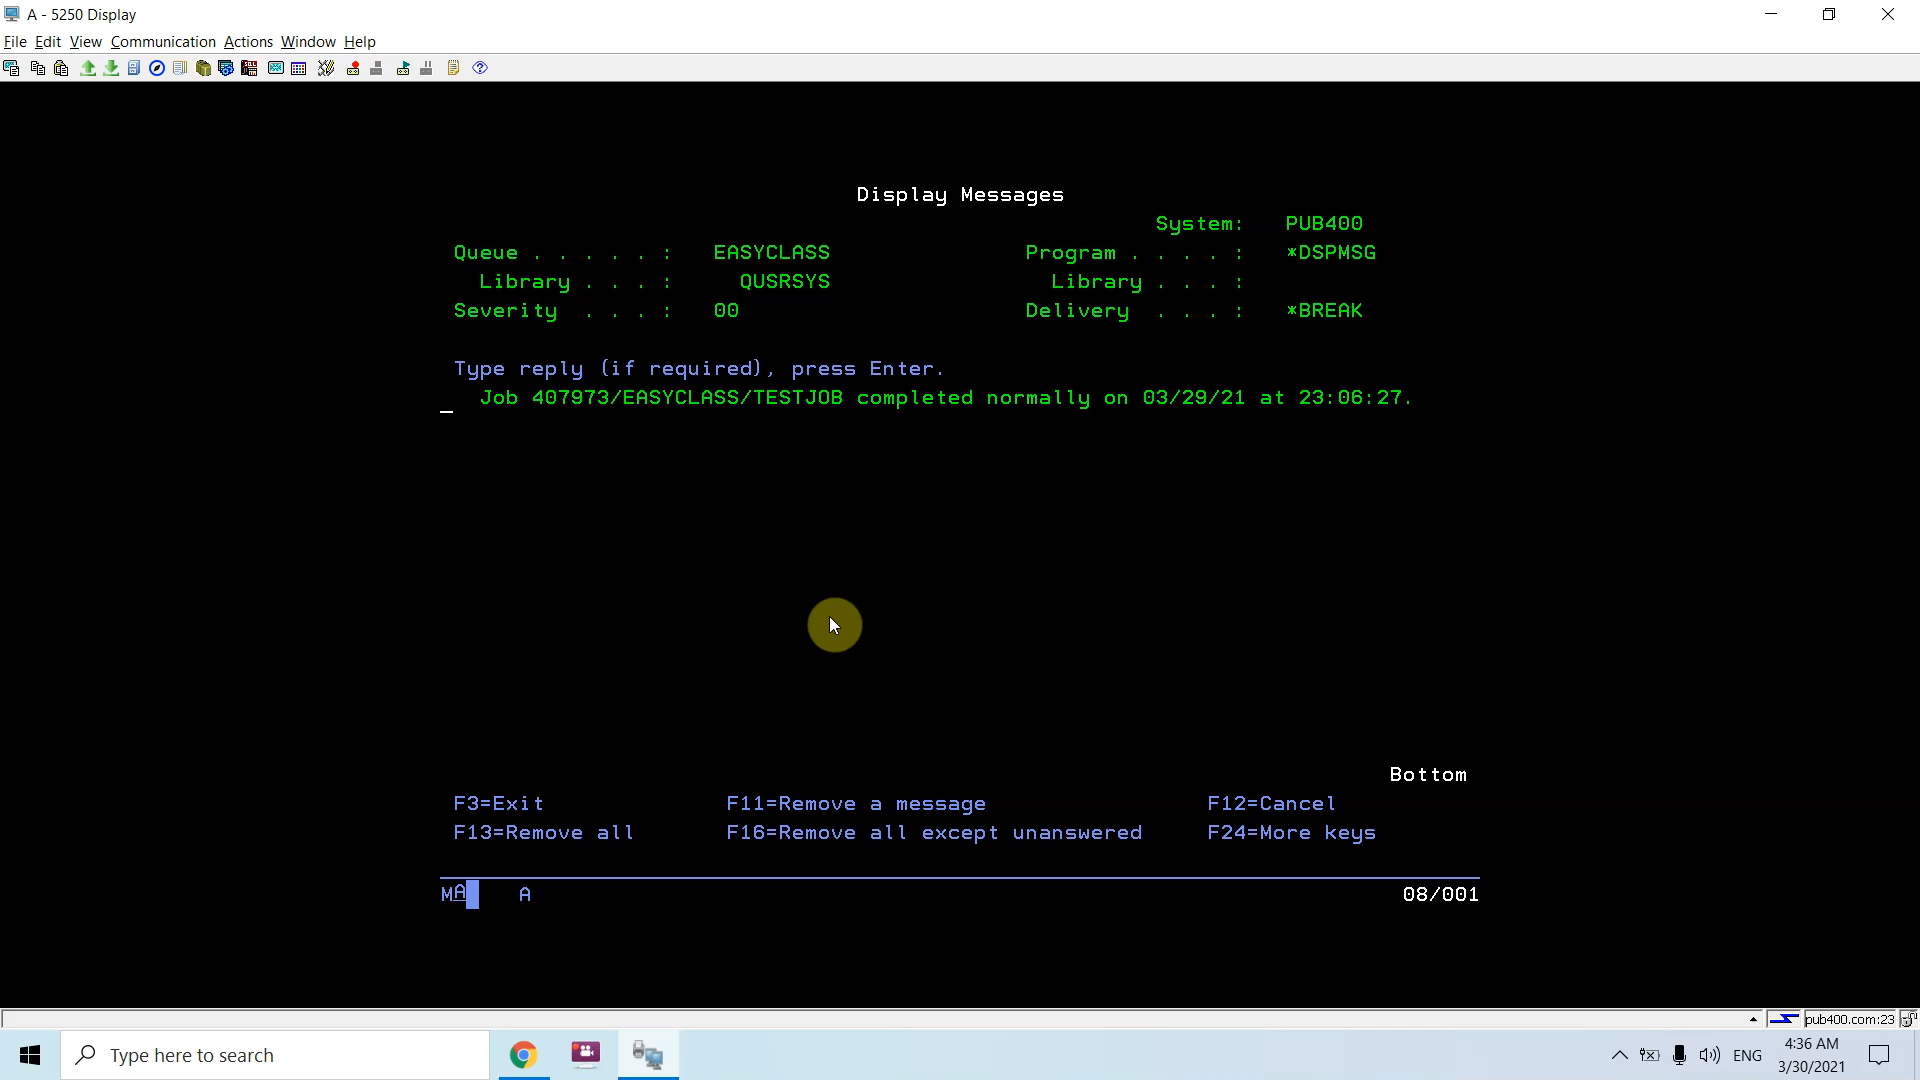 A - 5250 Display
File Edit View Communication Actions Window Help
Display Messages
System: PUB400
Queue . . . . . : EASYCLASS Program . . . . : *DSPMSG
Library . . . : QUSRSYS Library . . . :
Severity . . . : 00 Delivery . . . : *BREAK
Type reply (if required), press Enter.
Job 407973/EASYCLASS/TESTJOB completed normally on 03/29/21 at 23:06:27.
Bottom
F3=Exit F11=Remove a message F12=Cancel
F13=Remove all F16=Remove all except unanswered F24=More keys
MA A 08/001
pub400.com:23
Type here to search
ENG
4:36 AM
3/30/2021